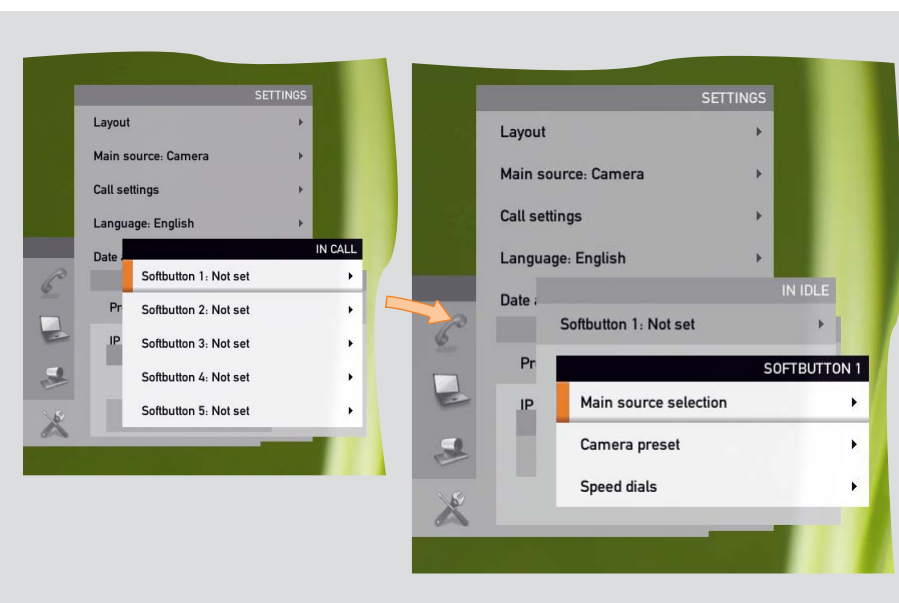 SETTINGS
Layout
Main source: Camera
Call settings
Language: English
Date
IN CALL
Softbutton 1: Not set
Pr
Softbutton 2: Not set
IP
Softbutton 3: Not set
Softbutton 4: Not set
Softbutton 5: Not set
SETTINGS
Layout
Main source: Camera
Call settings
Language: English
Date
IN IDLE
Softbutton 1: Not set
Pr
SOFTBUTTON 1
IP
Main source selection
Camera preset
Speed dials